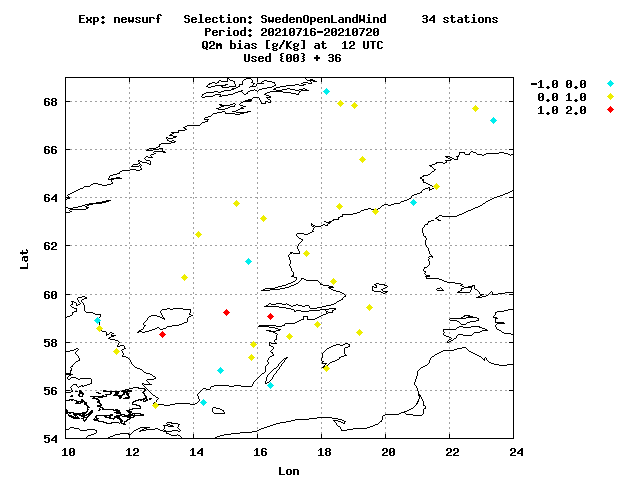 Exp: newsurf Selection: SwedenOpenLandWind 34 stations
Period: 20210716-20210720
Q2m bias [g/Kg] at 12 UTC
Used {00} + 36
-1.0 0.0
0.0 1.0
1.0 2.0
68
66
64
62
60
58
56
54
Lat
10 12 14 16 18 20 22 24
Lon